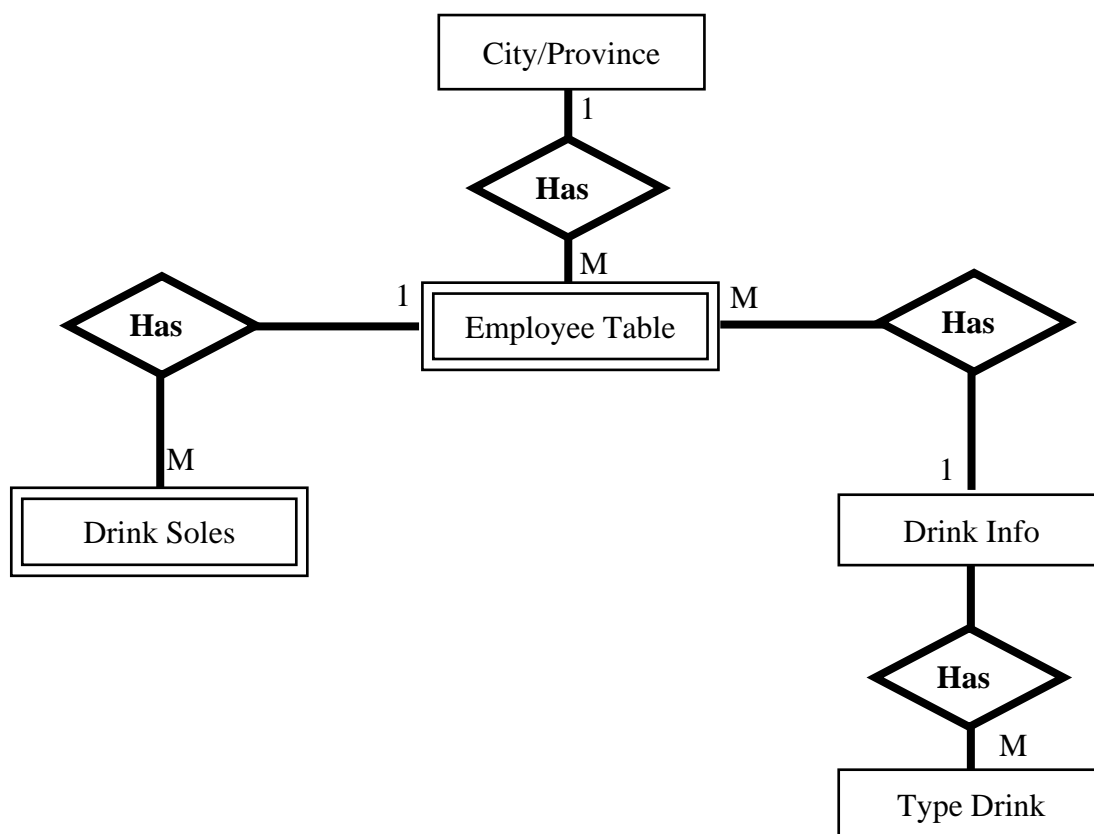 City/Province
1
Has
M
Has
1
Employee Table
M
Has
M
Drink Soles
1
Drink Info
Has
M
Type Drink